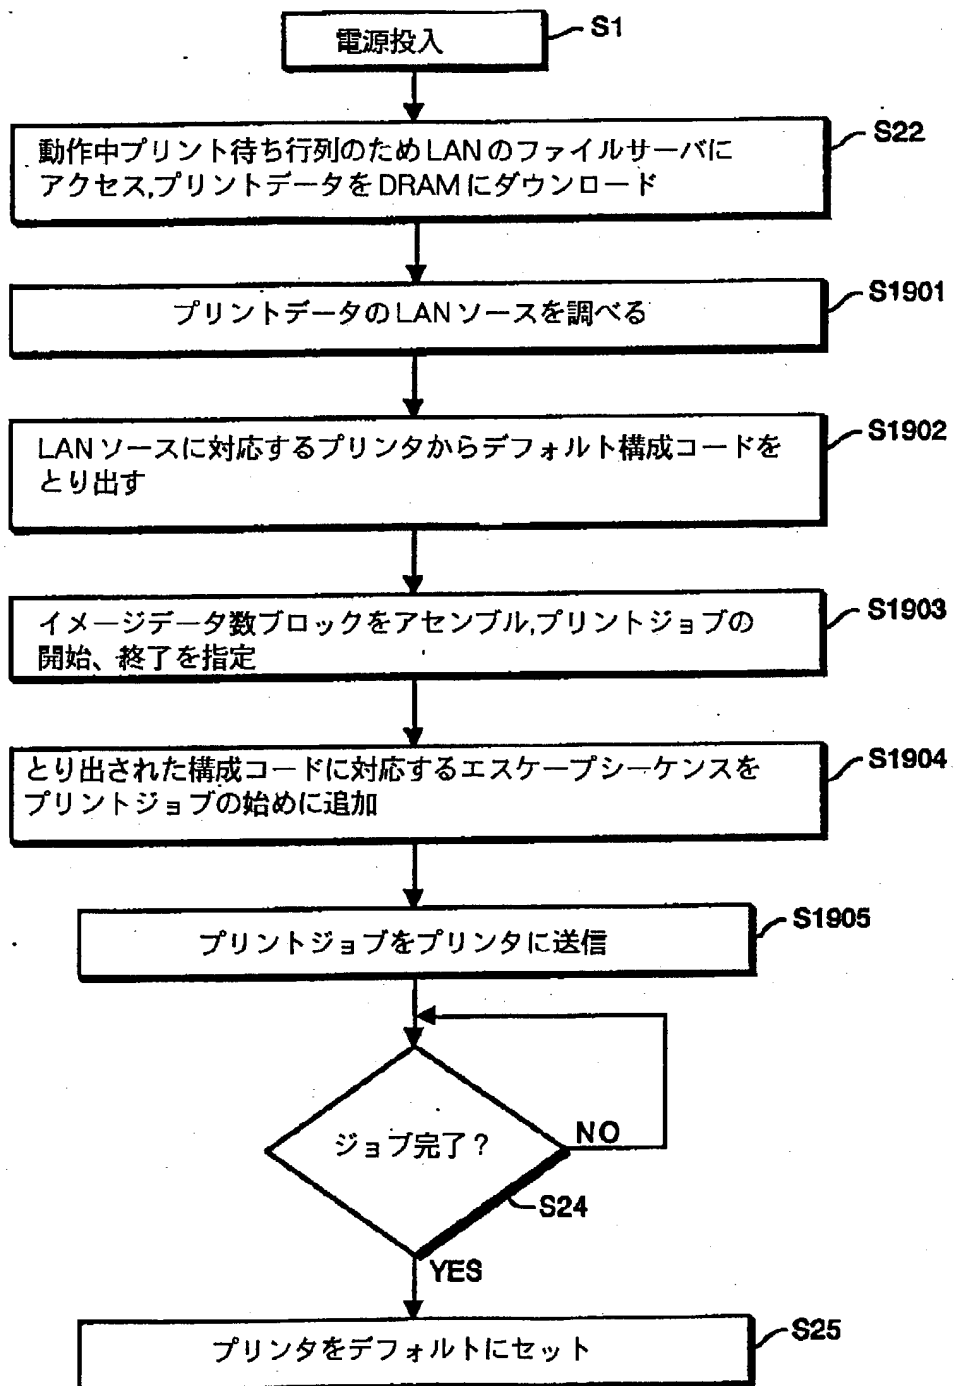 電源投入
S1
動作中プリント待ち行列のためLANのファイルサーバに
アクセス,プリントデータをDRAMにダウンロード
S22
プリントデータのLANソースを調べる
S1901
LANソースに対応するプリンタからデフォルト構成コードを
とり出す
S1902
イメージデータ数ブロックをアセンブル,プリントジョブの
開始、終了を指定
S1903
とり出された構成コードに対応するエスケープシーケンスを
プリントジョブの始めに追加
S1904
プリントジョブをプリンタに送信
S1905
ジョブ完了？
NO
S24
YES
プリンタをデフォルトにセット
S25